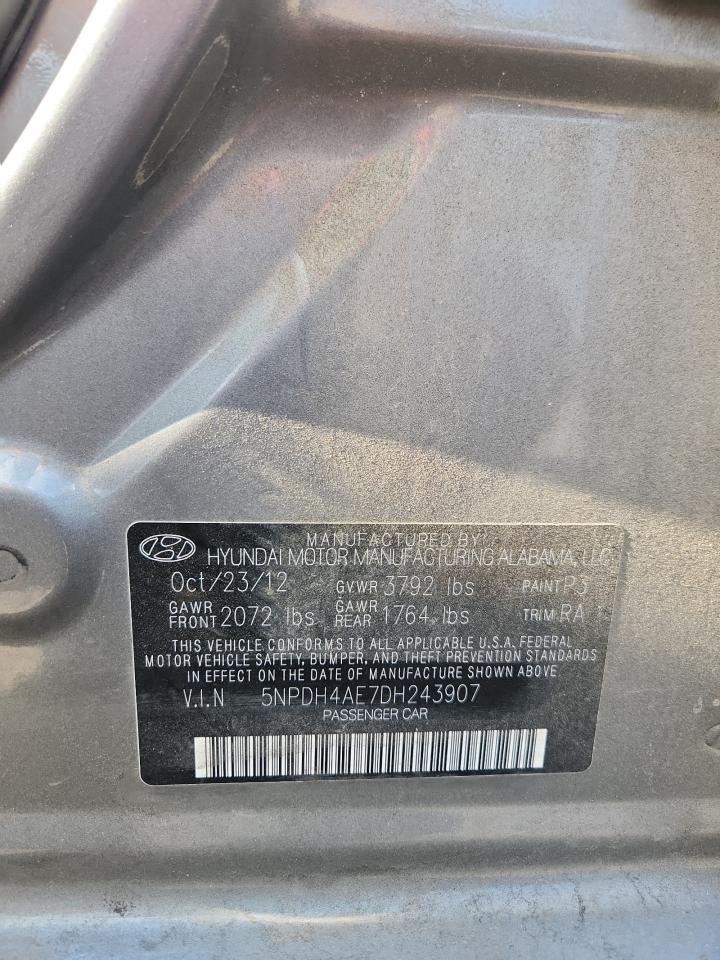 MANUFACTURED BY
HYUNDAI MOTOR MANUFACTURING ALABAMA, LLC
Oct/23/12 GVWR 3792 lbs PAINT P3
GAWR FRONT 2072 lbs GAWR REAR 1764 lbs TRIM RA
THIS VEHICLE CONFORMS TO ALL APPLICABLE U.S.A. FEDERAL
MOTOR VEHICLE SAFETY, BUMPER, AND THEFT PREVENTION STANDARDS
IN EFFECT ON THE DATE OF MANUFACTURE SHOWN ABOVE
V.I.N 5NPDH4AE7DH243907
PASSENGER CAR